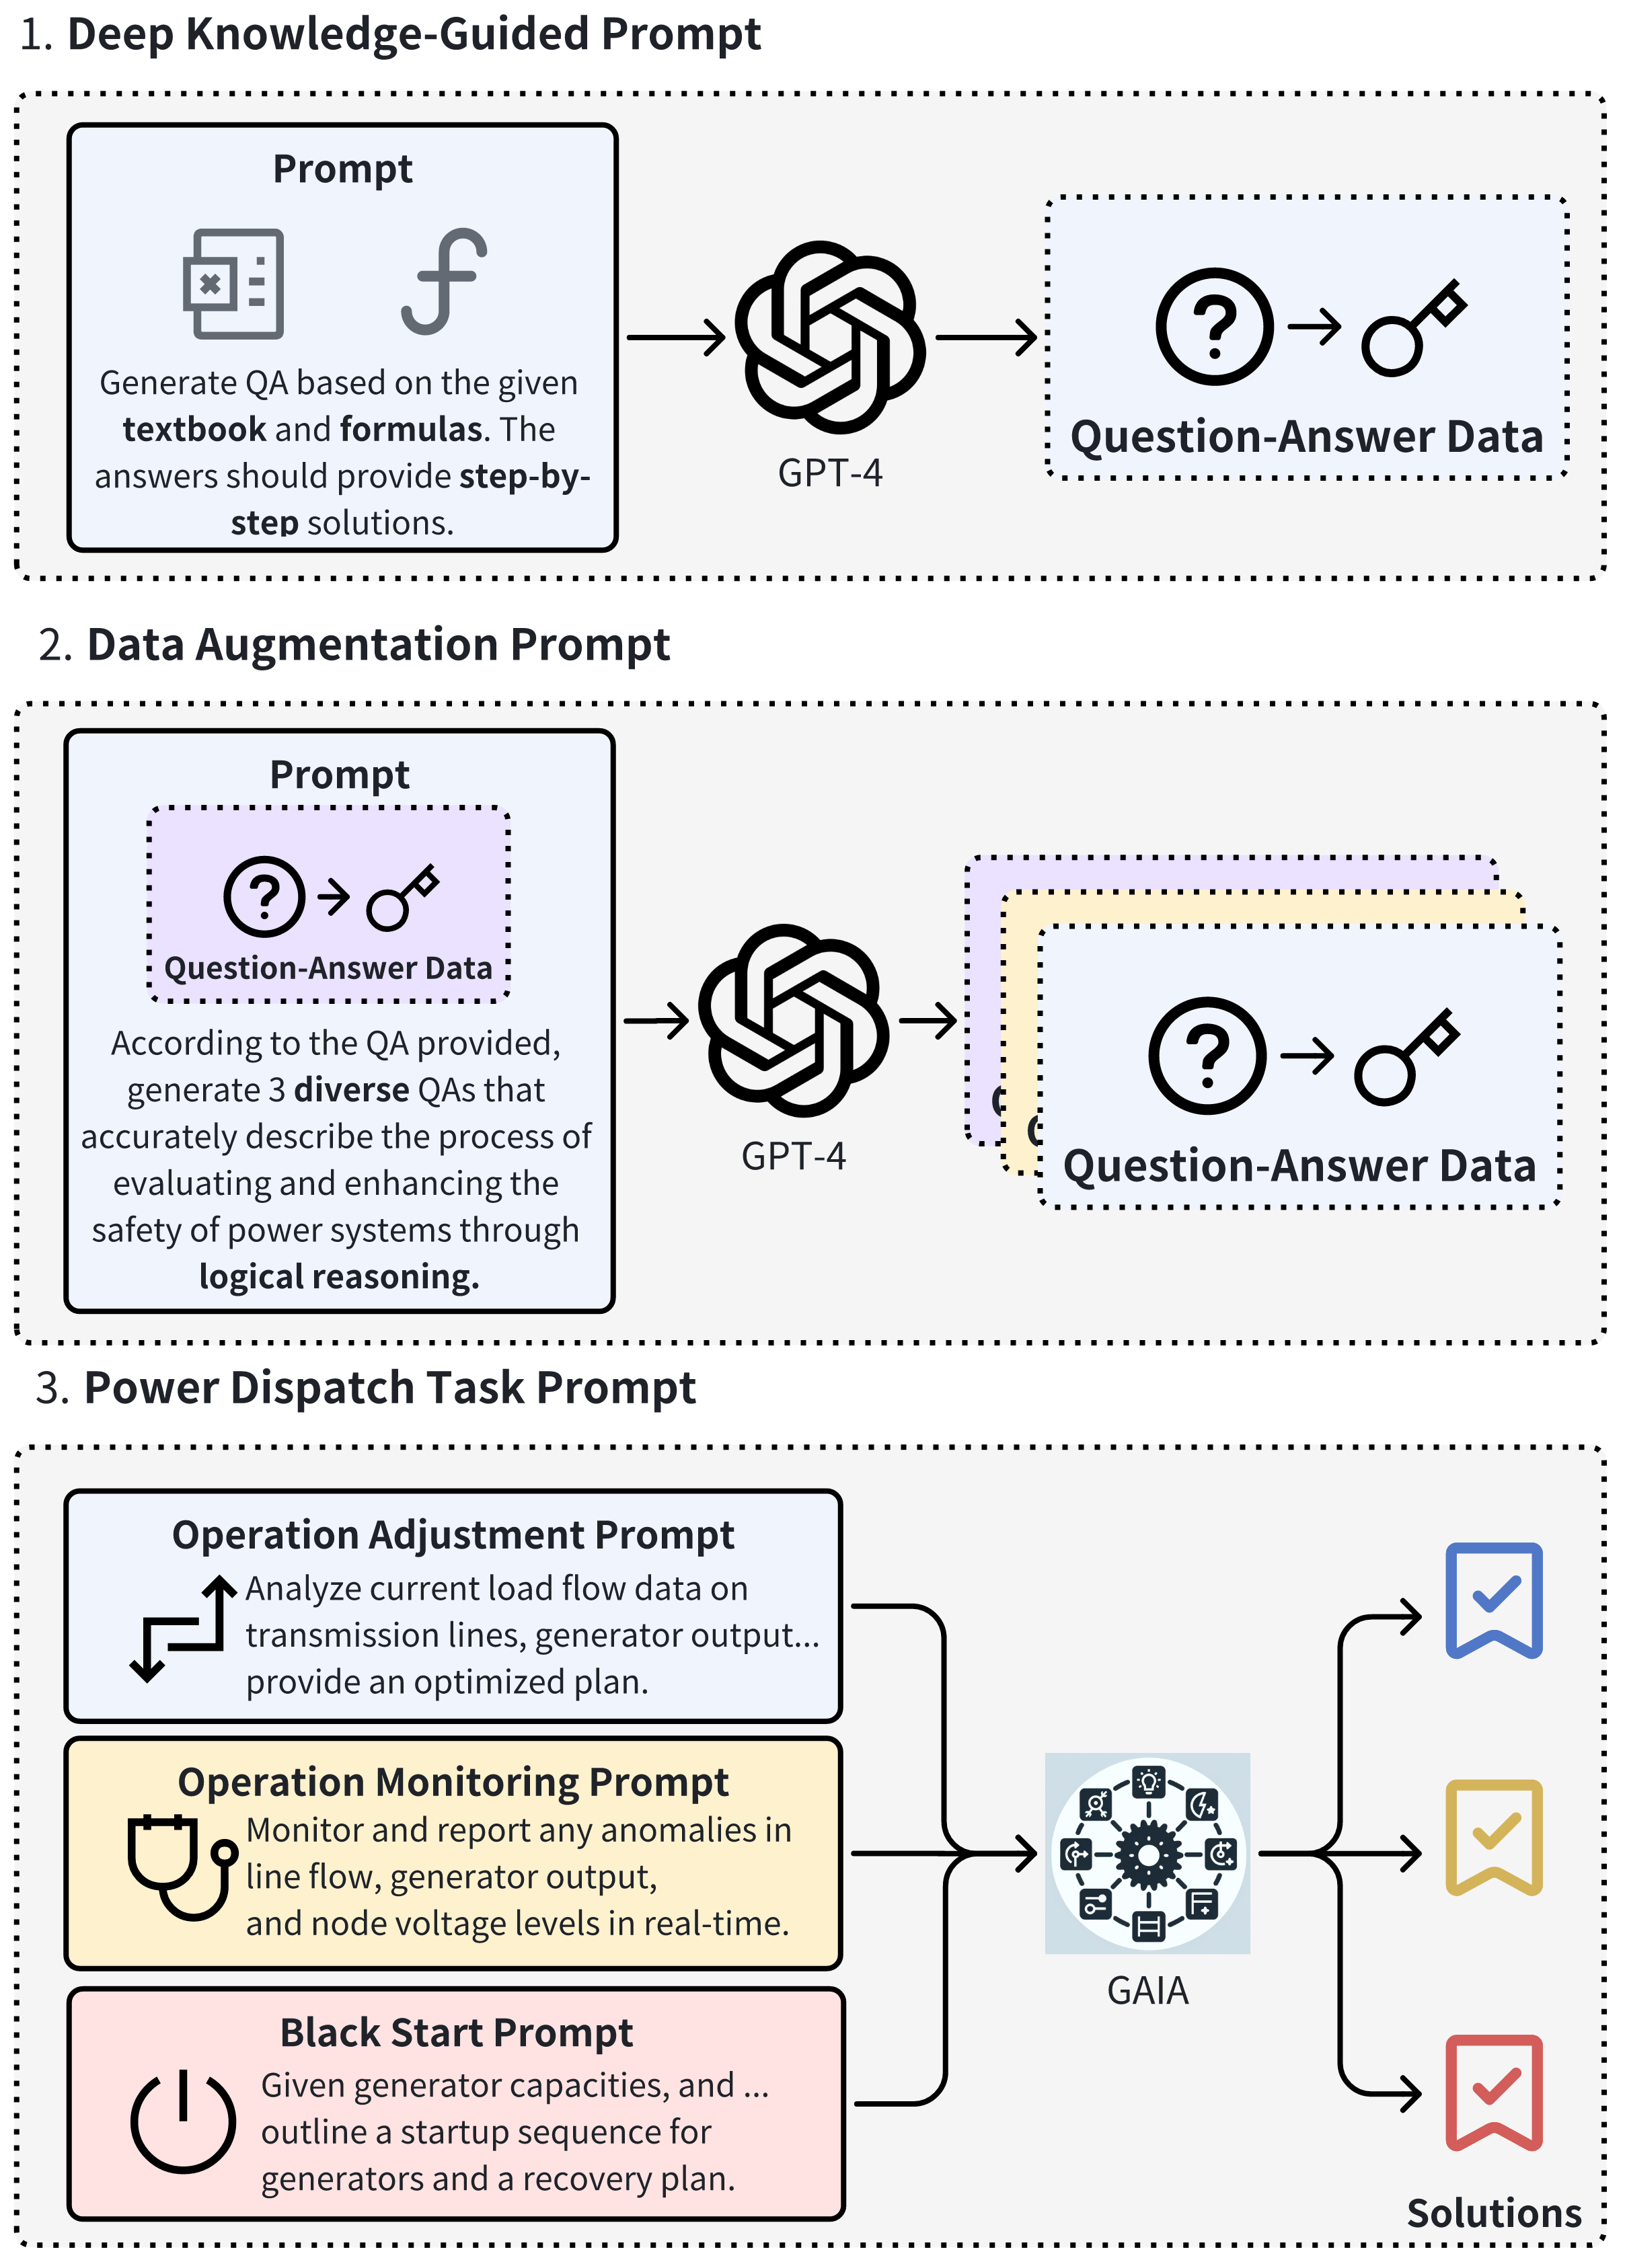 1. Deep Knowledge-Guided Prompt
Prompt
Generate QA based on the given
textbook and formulas. The
answers should provide step-by-
step solutions.
GPT-4
Question-Answer Data
2. Data Augmentation Prompt
Prompt
Question-Answer Data
According to the QA provided,
generate 3 diverse QAs that
accurately describe the process of
evaluating and enhancing the
safety of power systems through
logical reasoning.
GPT-4
Question-Answer Data
3. Power Dispatch Task Prompt
Operation Adjustment Prompt
Analyze current load flow data on
transmission lines, generator output...
provide an optimized plan.
Operation Monitoring Prompt
Monitor and report any anomalies in
line flow, generator output,
and node voltage levels in real-time.
Black Start Prompt
Given generator capacities, and ...
outline a startup sequence for
generators and a recovery plan.
GAIA
Solutions